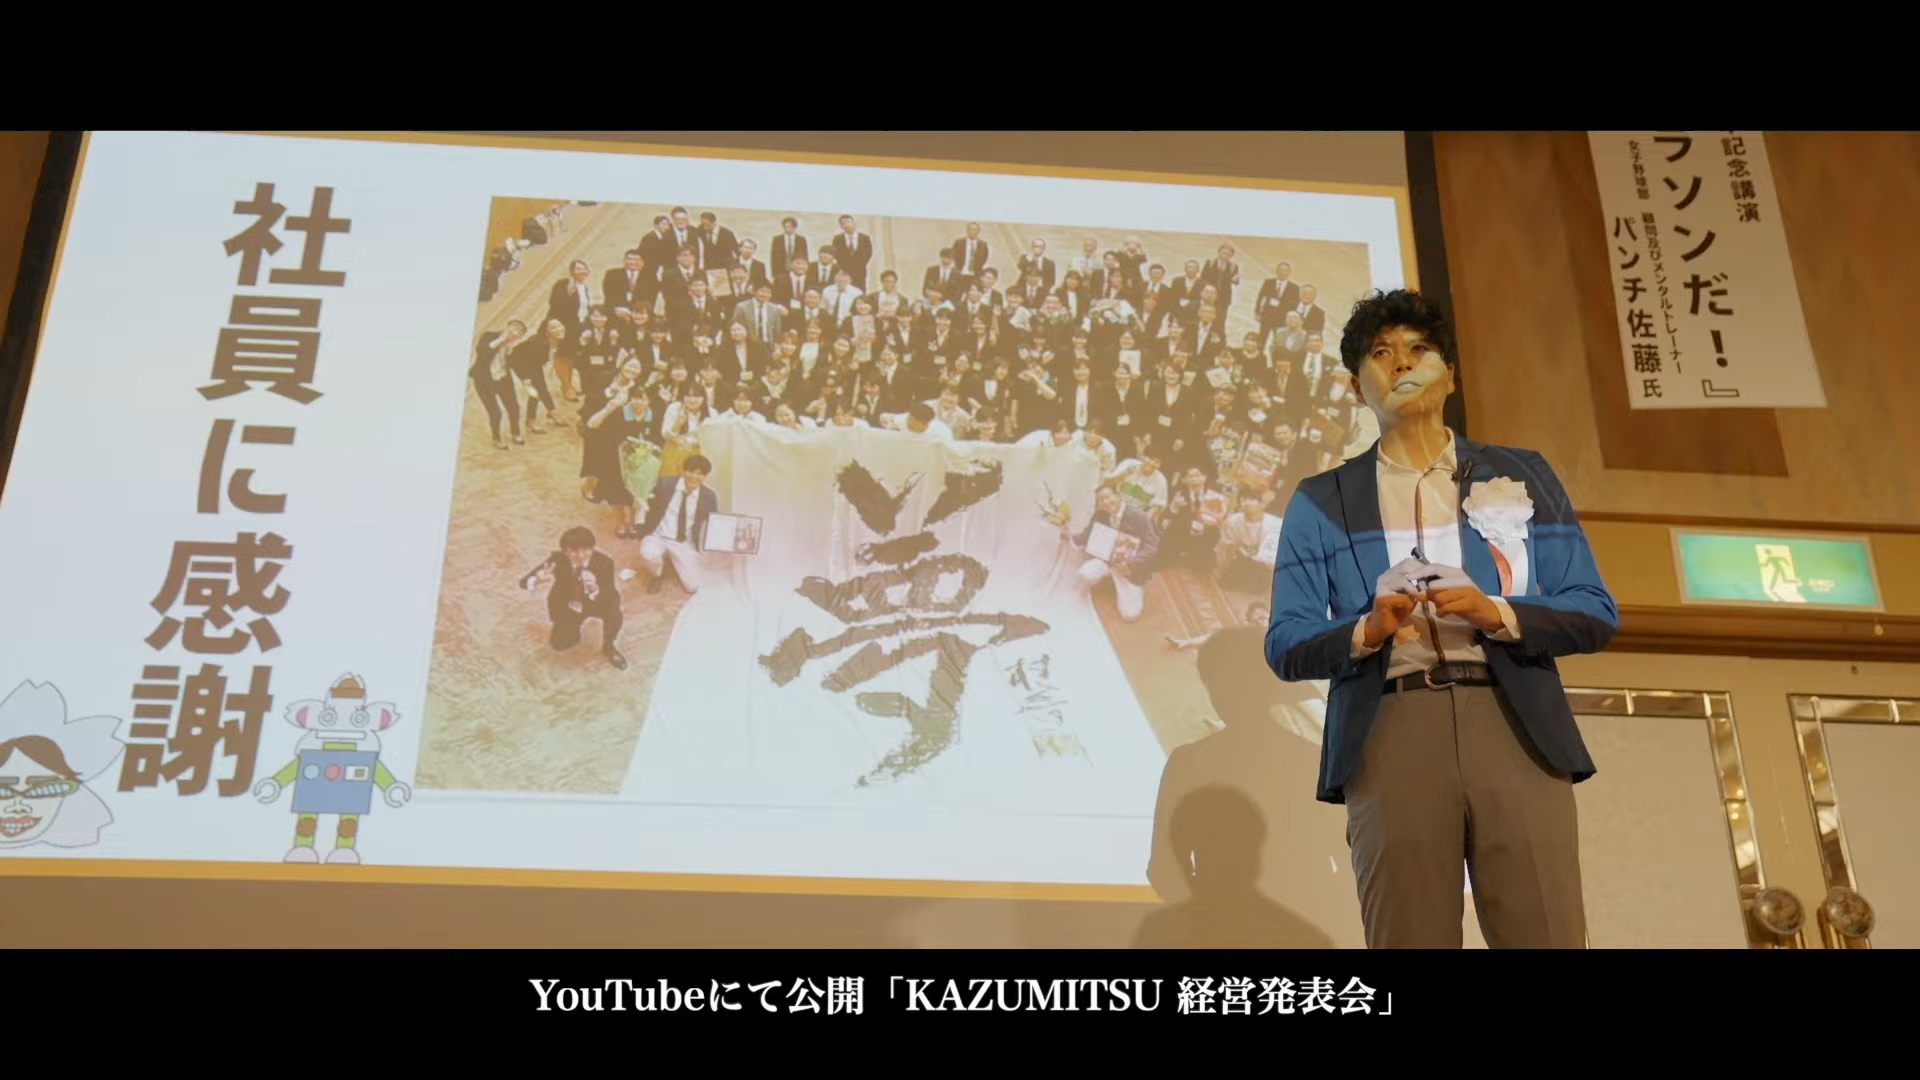 社員に感謝
夢
記念講演
ラソンだ！』
女子野球部 顧問及びメンタルトレーナー
パンチ佐藤氏
YouTubeにて公開「KAZUMITSU 経営発表会」